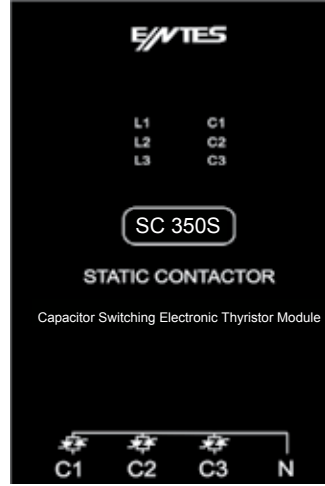 ENTES
L1 C1
L2 C2
L3 C3
SC 350S
STATIC CONTACTOR
Capacitor Switching Electronic Thyristor Module
C1 C2 C3 N